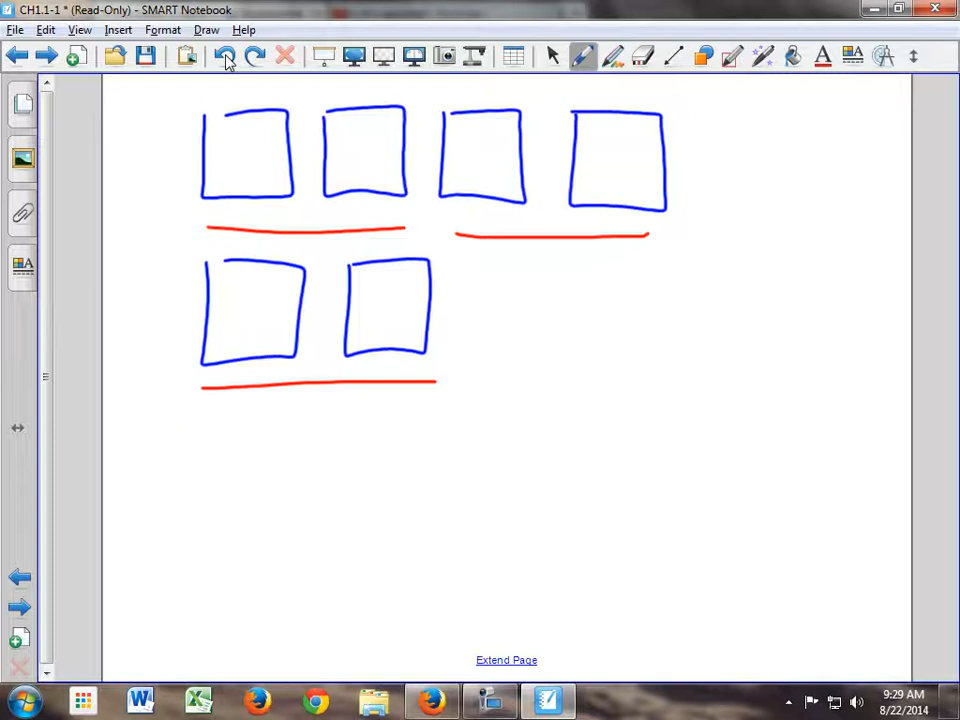 CH1.1-1 * (Read-Only) - SMART Notebook
File Edit View Insert Format Draw Help
Extend Page
9:29 AM
8/22/2014